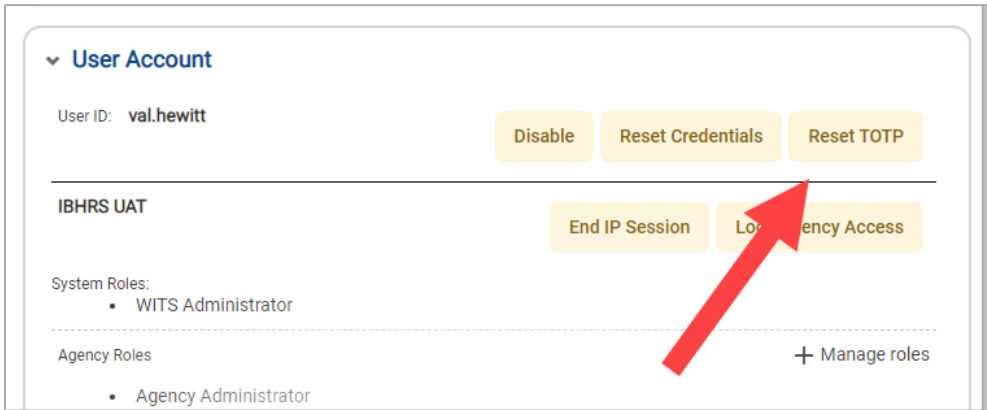 User Account
User ID: val.hewitt
Disable Reset Credentials Reset TOTP
IBHRS UAT
End IP Session Access
System Roles:
• WITS Administrator
Agency Roles + Manage roles
• Agency Administrator